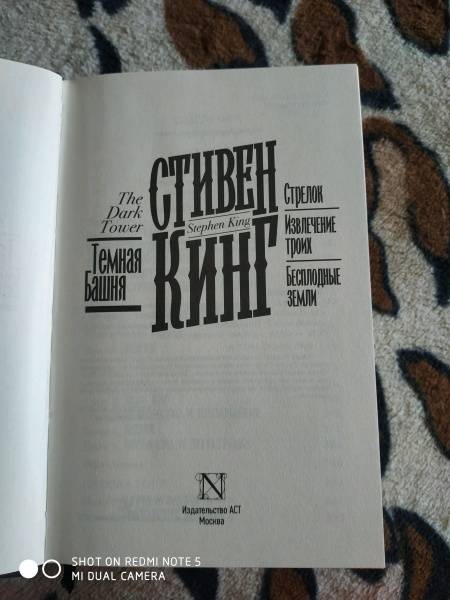 The
Dark
Tower
Темная
Башня
СТИВЕН
Stephen King
КИНГ
Стрелок
Извлечение
троих
Бесплодные
земли
N
Издательство АСТ
Москва
SHOT ON REDMI NOTE 5
MI DUAL CAMERA